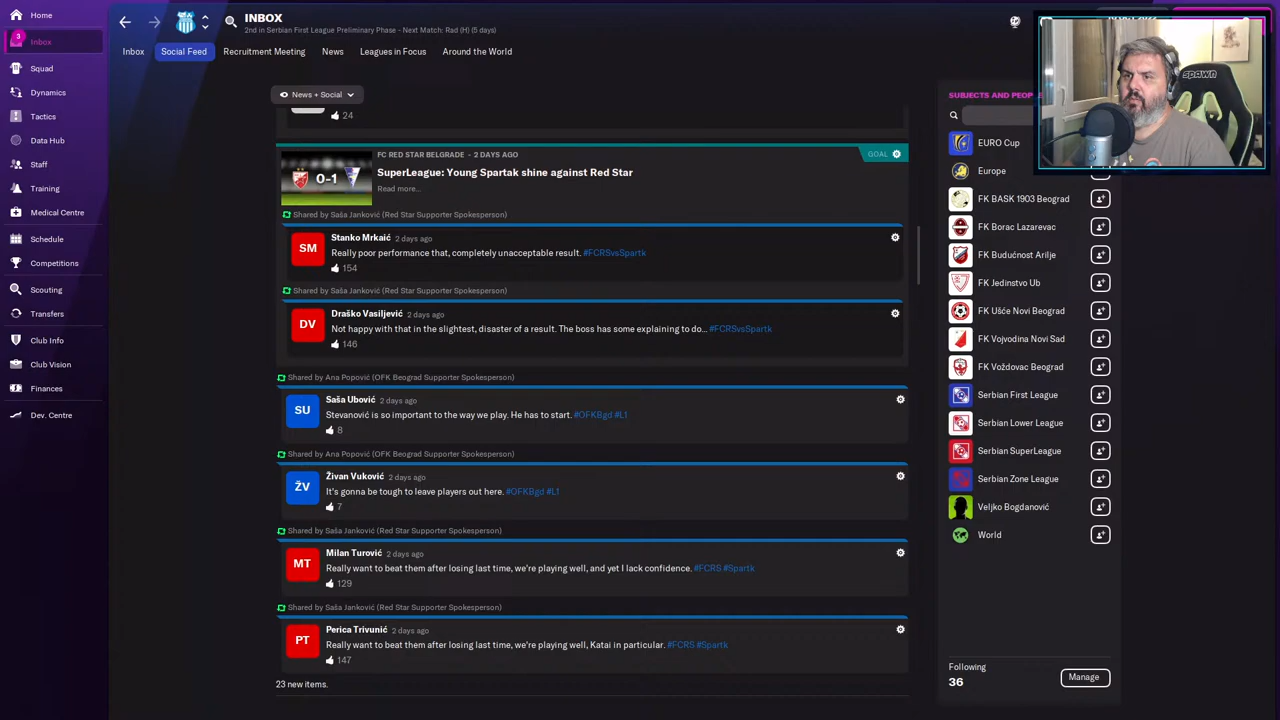 Home
3
Inbox
Squad
Dynamics
Tactics
Data Hub
Staff
Training
Medical Centre
Schedule
Competitions
Scouting
Transfers
Club Info
Club Vision
Finances
Dev. Centre
INBOX
2nd in Serbian First League Preliminary Phase - Next Match: Rad (H) (5 days)
Inbox
Social Feed
Recruitment Meeting
News
Leagues in Focus
Around the World
News + Social
24
FC RED STAR BELGRADE - 2 DAYS AGO
GOAL
0-1
SuperLeague: Young Spartak shine against Red Star
Read more...
Shared by Saša Janković (Red Star Supporter Spokesperson)
SM
Stanko Mrkaić 2 days ago
Really poor performance that, completely unacceptable result. #FCRSvsSpartk
154
Shared by Saša Janković (Red Star Supporter Spokesperson)
DV
Draško Vasiljević 2 days ago
Not happy with that in the slightest, disaster of a result. The boss has some explaining to do... #FCRSvsSpartk
146
Shared by Ana Popović (OFK Beograd Supporter Spokesperson)
SU
Saša Ubović 2 days ago
Stevanović is so important to the way we play. He has to start. #OFKBgd #L1
8
Shared by Ana Popović (OFK Beograd Supporter Spokesperson)
ŽV
Živan Vuković 2 days ago
It's gonna be tough to leave players out here. #OFKBgd #L1
7
Shared by Saša Janković (Red Star Supporter Spokesperson)
MT
Milan Turović 2 days ago
Really want to beat them after losing last time, we're playing well, and yet I lack confidence. #FCRS #Spartk
129
Shared by Saša Janković (Red Star Supporter Spokesperson)
PT
Perica Trivunić 2 days ago
Really want to beat them after losing last time, we're playing well, Katai in particular. #FCRS #Spartk
147
23 new items.
SUBJECTS AND PEOPLE
EURO Cup
Europe
FK BASK 1903 Beograd
FK Borac Lazarevac
FK Budućnost Arilje
FK Jedinstvo Ub
FK Ušće Novi Beograd
FK Vojvodina Novi Sad
FK Voždovac Beograd
Serbian First League
Serbian Lower League
Serbian SuperLeague
Serbian Zone League
Veljko Bogdanović
World
Following
36
Manage
spawn